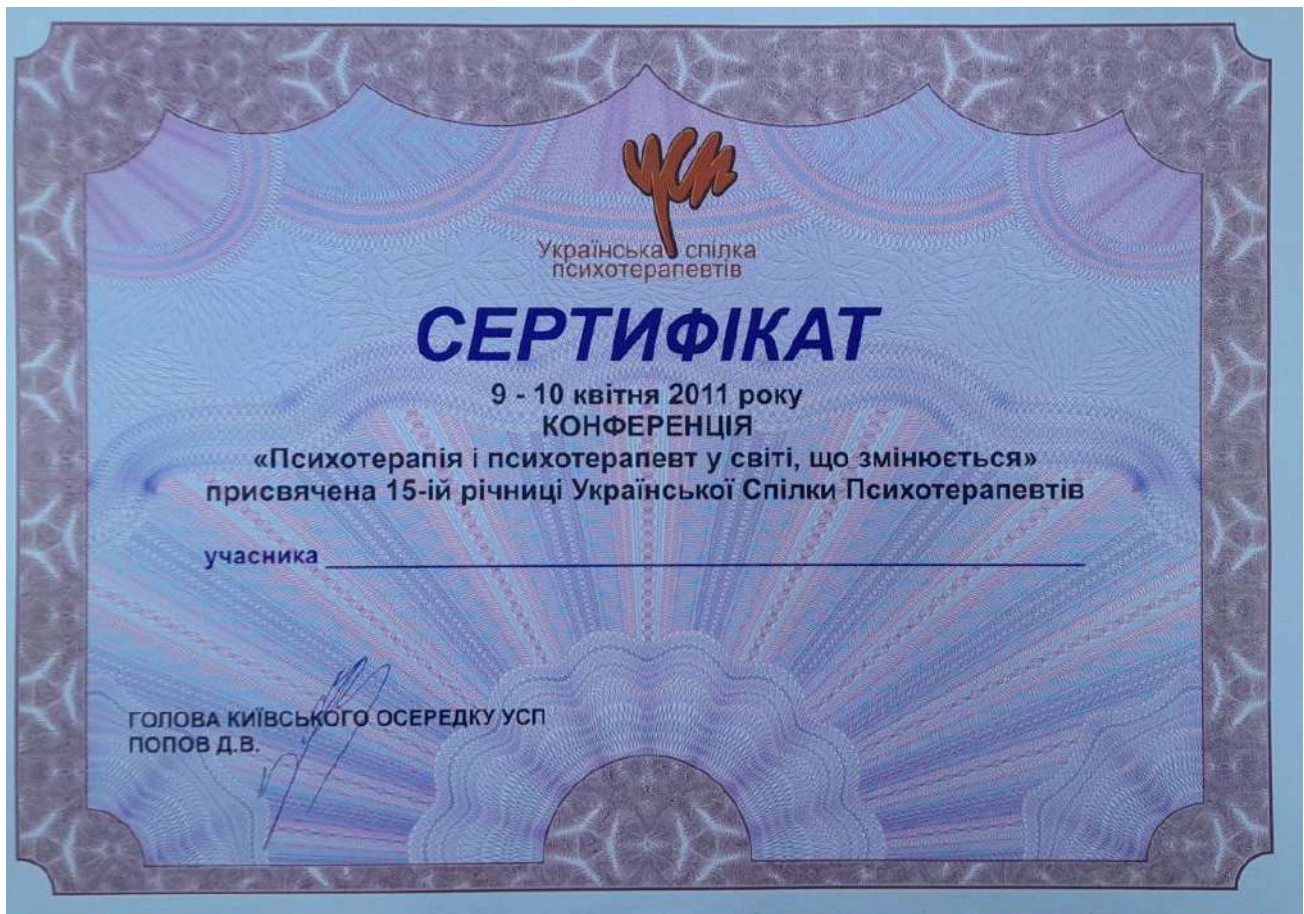 усп
Українська спілка
психотерапевтів
СЕРТИФІКАТ
9 - 10 квітня 2011 року
КОНФЕРЕНЦІЯ
«Психотерапія і психотерапевт у світі, що змінюється»
присвячена 15-ій річниці Української Спілки Психотерапевтів
учасника
ГОЛОВА КИЇВСЬКОГО ОСЕРЕДКУ УСП
ПОПОВ Д.В.